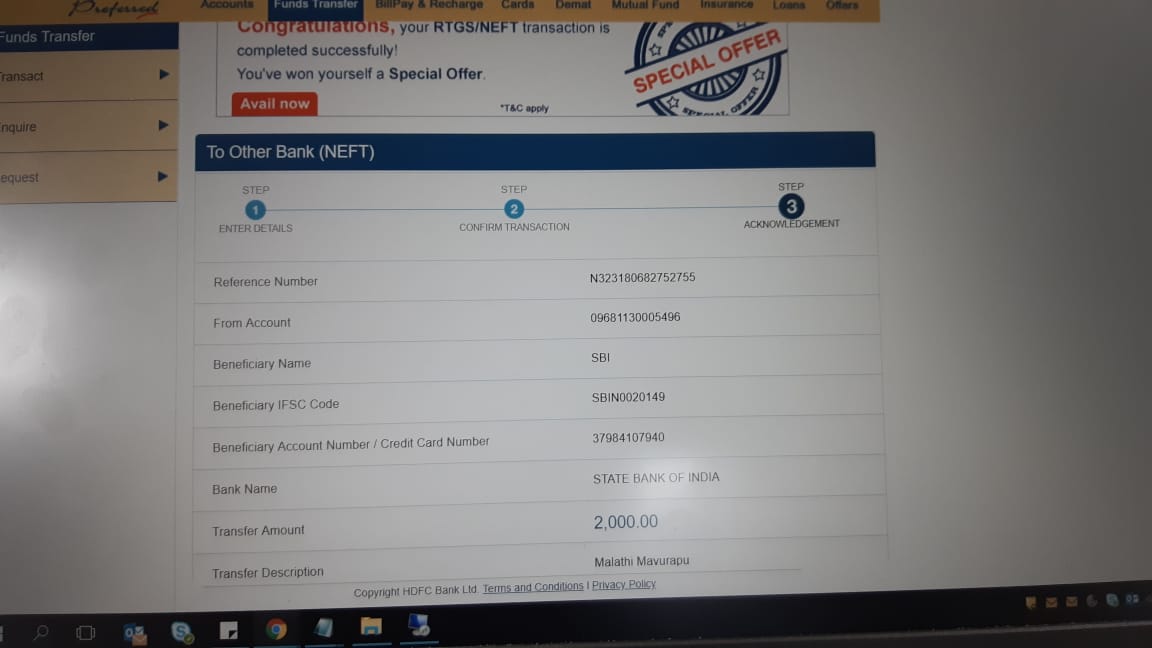 Preferred
Accounts Funds Transfer BillPay & Recharge Cards Demat Mutual Fund Insurance Loans Offers
Funds Transfer
Transact
nquire
equest
Congratulations, your RTGS/NEFT transaction is
completed successfully!
You've won yourself a Special Offer.
Avail now
*T&C apply
SPECIAL OFFER
SPECIAL OFFER
To Other Bank (NEFT)
STEP STEP STEP
1 2 3
ENTER DETAILS CONFIRM TRANSACTION ACKNOWLEDGEMENT
Reference Number N323180682752755
From Account 09681130005496
Beneficiary Name SBI
Beneficiary IFSC Code SBIN0020149
Beneficiary Account Number / Credit Card Number 37984107940
Bank Name STATE BANK OF INDIA
Transfer Amount 2,000.00
Transfer Description Malathi Mavurapu
Copyright HDFC Bank Ltd. Terms and Conditions | Privacy Policy